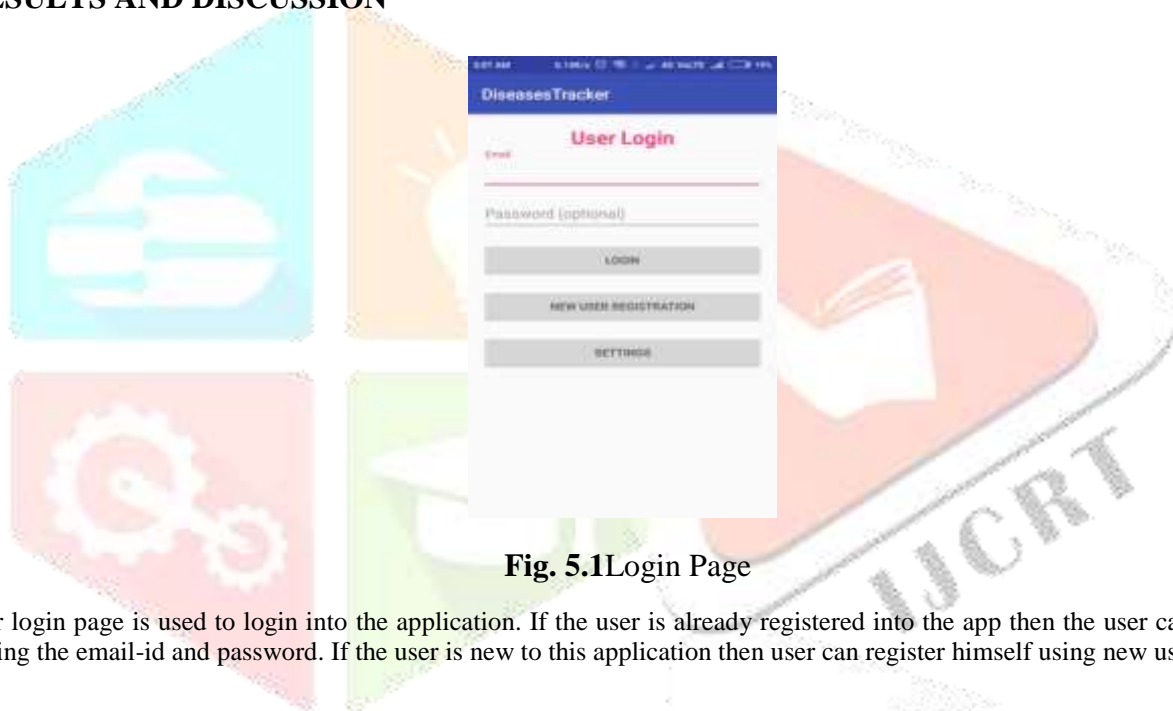 ESULTS AND DISCUSSION
DiseasesTracker
User Login
Email
Password (optional)
LOGIN
NEW USER REGISTRATION
SETTINGS
Fig. 5.1Login Page
r login page is used to login into the application. If the user is already registered into the app then the user ca
ing the email-id and password. If the user is new to this application then user can register himself using new us
IJCRT